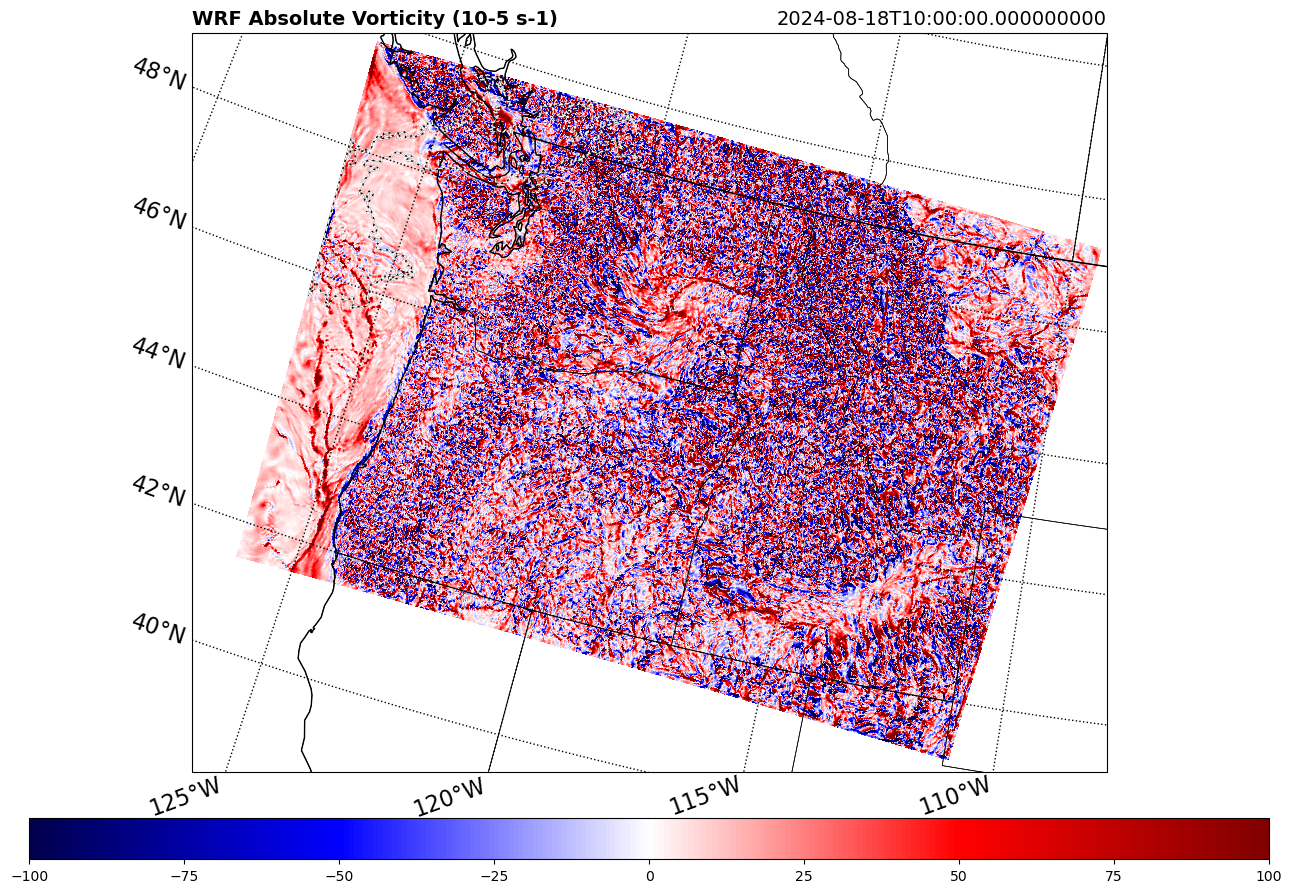 WRF Absolute Vorticity (10-5 s-1)
2024-08-18T10:00:00.000000000
48°N
46°N
44°N
42°N
40°N
125°W
120°W
115°W
110°W
−100
−75
−50
−25
0
25
50
75
100